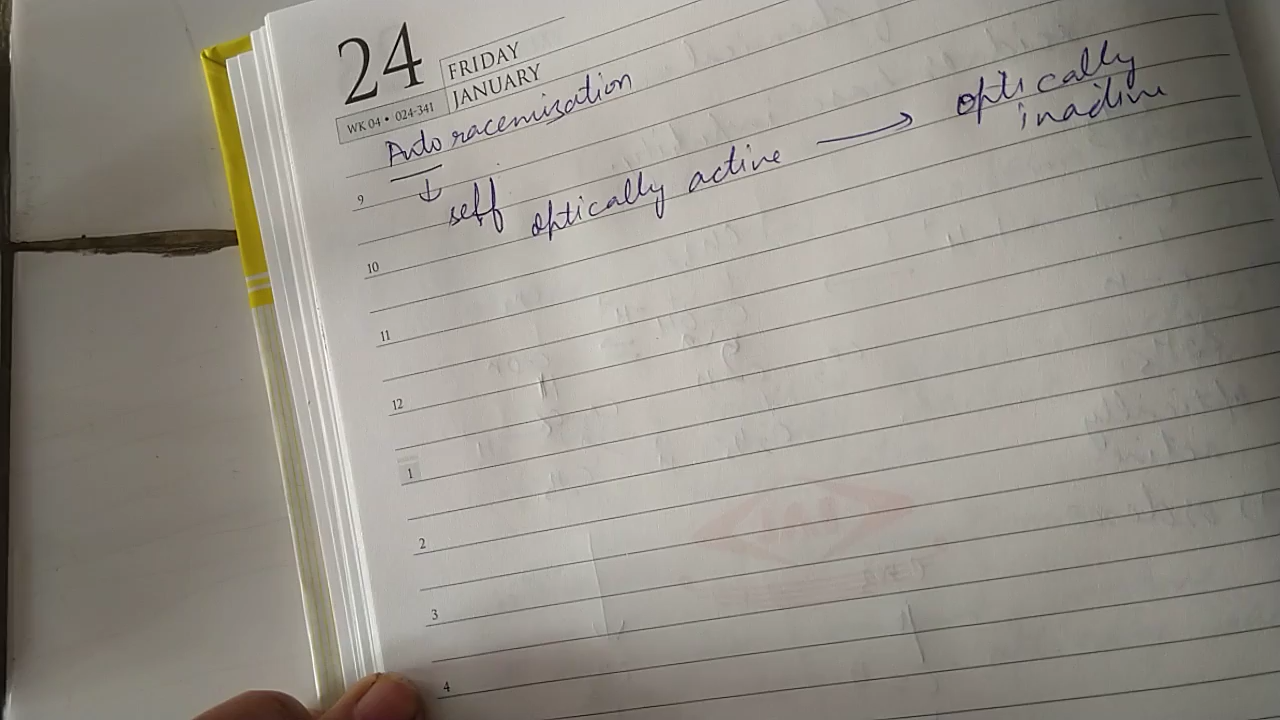 24
FRIDAY
JANUARY
WK 04 • 024-341
Auto racemisation
↓
self
optically active → optically
inactive
9
10
11
12
1
2
3
4